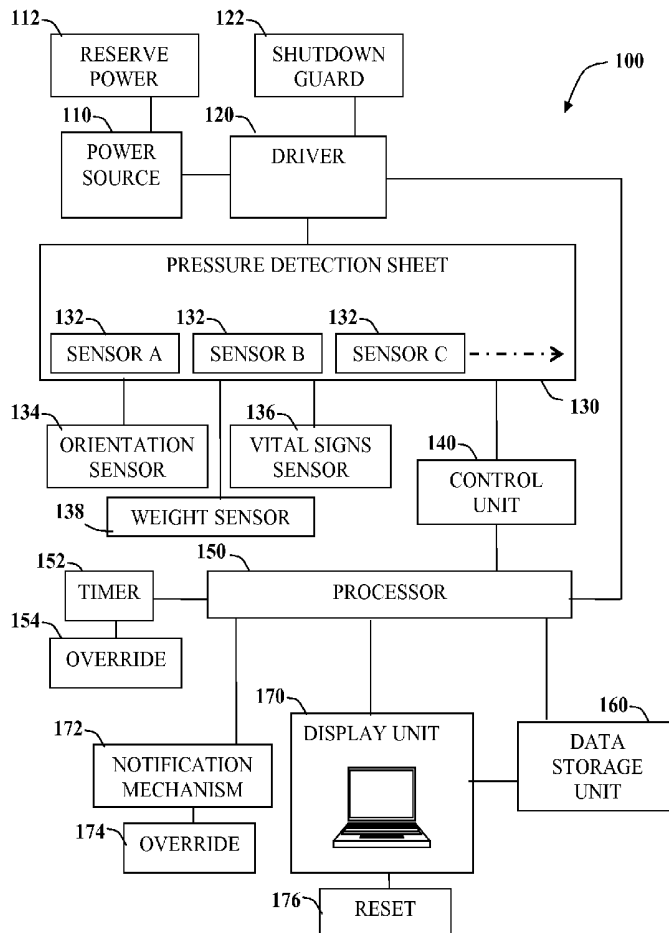 112
RESERVE
POWER
122
SHUTDOWN
GUARD
100
110
POWER
SOURCE
120
DRIVER
PRESSURE DETECTION SHEET
132
SENSOR A
132
SENSOR B
132
SENSOR C
130
134
ORIENTATION
SENSOR
136
VITAL SIGNS
SENSOR
140
CONTROL
UNIT
138
WEIGHT SENSOR
150
PROCESSOR
152
TIMER
154
OVERRIDE
170
DISPLAY UNIT
160
DATA
STORAGE
UNIT
172
NOTIFICATION
MECHANISM
174
OVERRIDE
176
RESET